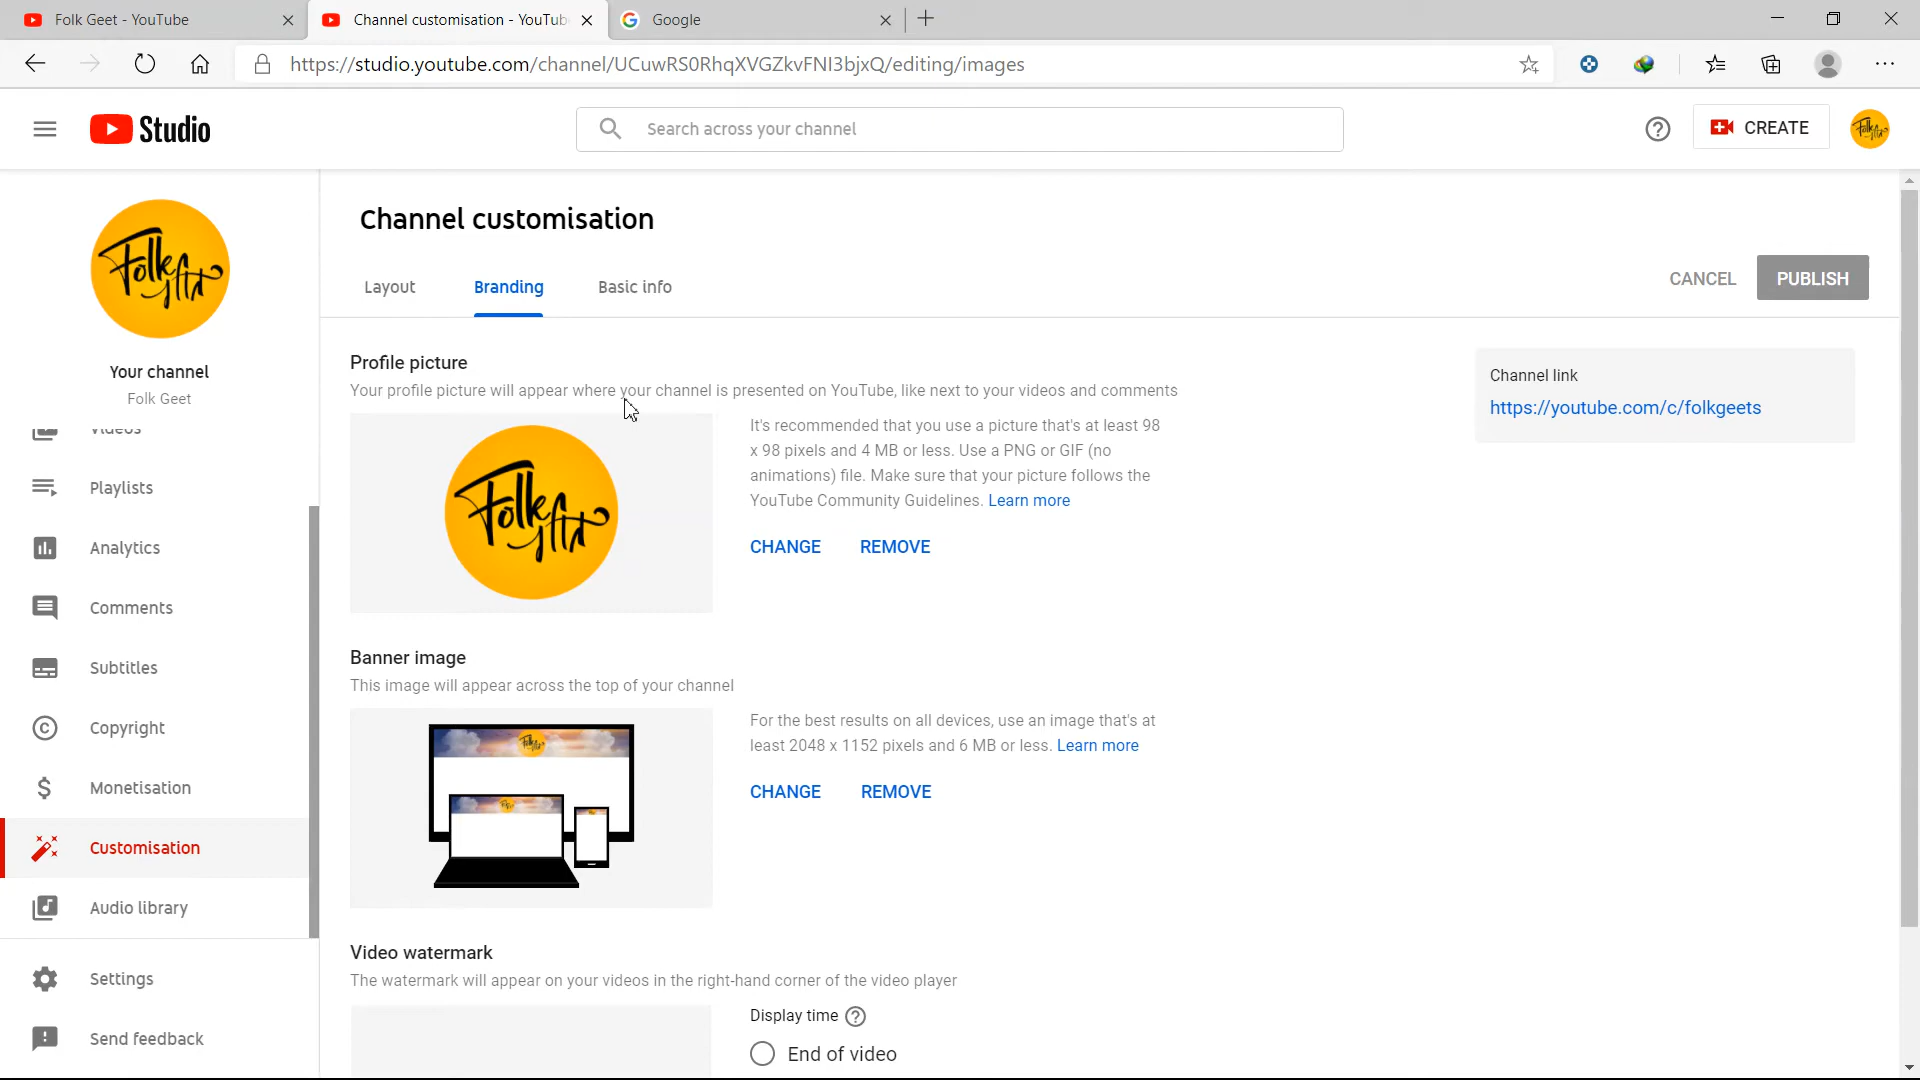 Folk Geet - YouTube
Channel customisation - YouTub
Google
https://studio.youtube.com/channel/UCuwRS0RhqXVGZkvFNI3bjxQ/editing/images
Studio
Search across your channel
CREATE
Your channel
Folk Geet
Videos
Playlists
Analytics
Comments
Subtitles
Copyright
Monetisation
Customisation
Audio library
Settings
Send feedback
Channel customisation
Layout
Branding
Basic info
CANCEL
PUBLISH
Profile picture
Your profile picture will appear where your channel is presented on YouTube, like next to your videos and comments
It's recommended that you use a picture that's at least 98
x 98 pixels and 4 MB or less. Use a PNG or GIF (no
animations) file. Make sure that your picture follows the
YouTube Community Guidelines. Learn more
CHANGE
REMOVE
Channel link
https://youtube.com/c/folkgeets
Banner image
This image will appear across the top of your channel
For the best results on all devices, use an image that's at
least 2048 x 1152 pixels and 6 MB or less. Learn more
CHANGE
REMOVE
Video watermark
The watermark will appear on your videos in the right-hand corner of the video player
Display time
End of video